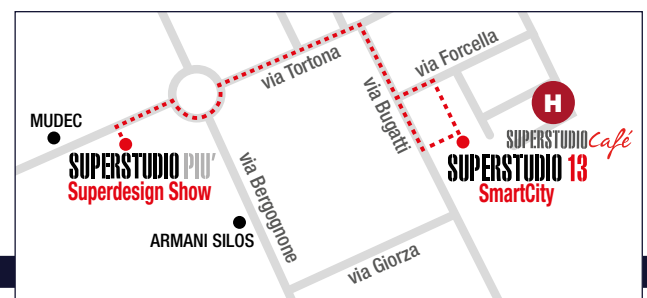 via Tortona
via Forcella
via Bugatti
H
MUDEC
SUPERSTUDIO Café
SUPERSTUDIO PIU'
Superdesign Show
SUPERSTUDIO 13
SmartCity
via Bergognone
ARMANI SILOS
via Giorza